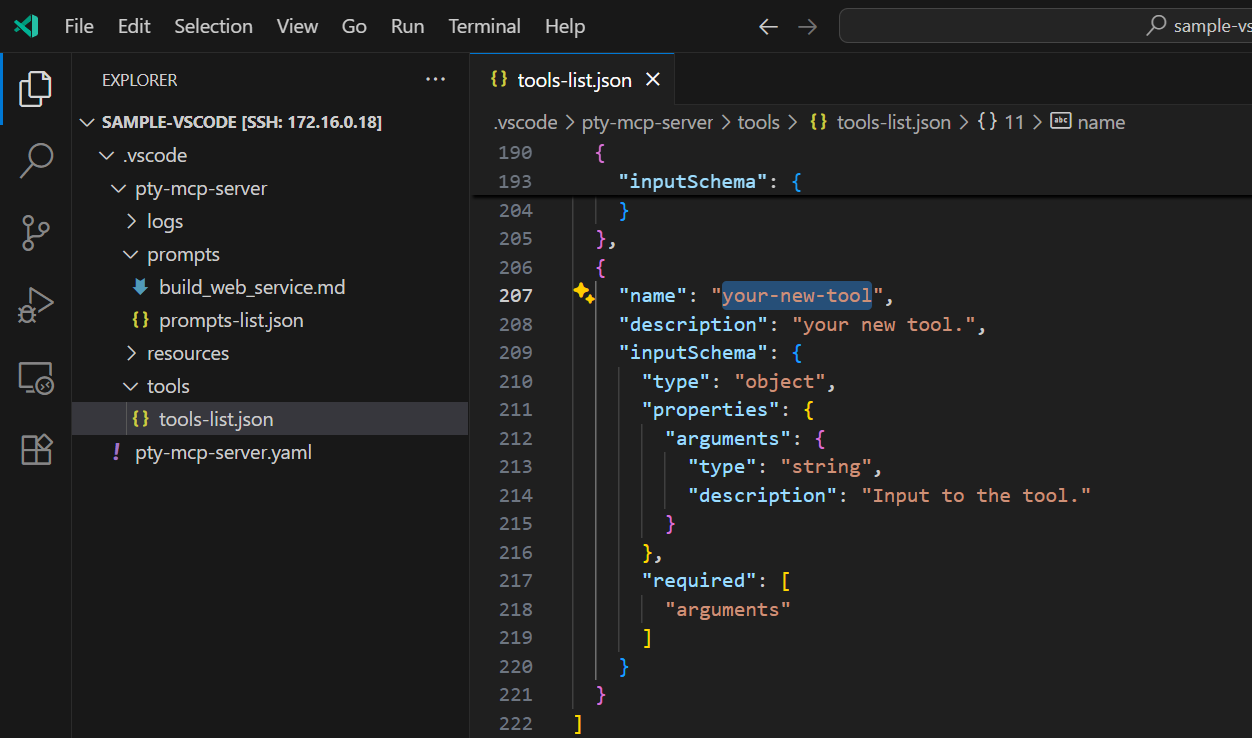 File Edit Selection View Go Run Terminal Help
sample-vs
EXPLORER
SAMPLE-VSCODE [SSH: 172.16.0.18]
.vscode
pty-mcp-server
logs
prompts
build_web_service.md
{} prompts-list.json
resources
tools
{} tools-list.json
! pty-mcp-server.yaml
{} tools-list.json
.vscode > pty-mcp-server > tools > {} tools-list.json > {} 11 > abc name
190 {
193 "inputSchema": {
204 }
205 },
206 {
207 "name": "your-new-tool",
208 "description": "your new tool.",
209 "inputSchema": {
210 "type": "object",
211 "properties": {
212 "arguments": {
213 "type": "string",
214 "description": "Input to the tool."
215 }
216 },
217 "required": [
218 "arguments"
219 ]
220 }
221 }
222 ]